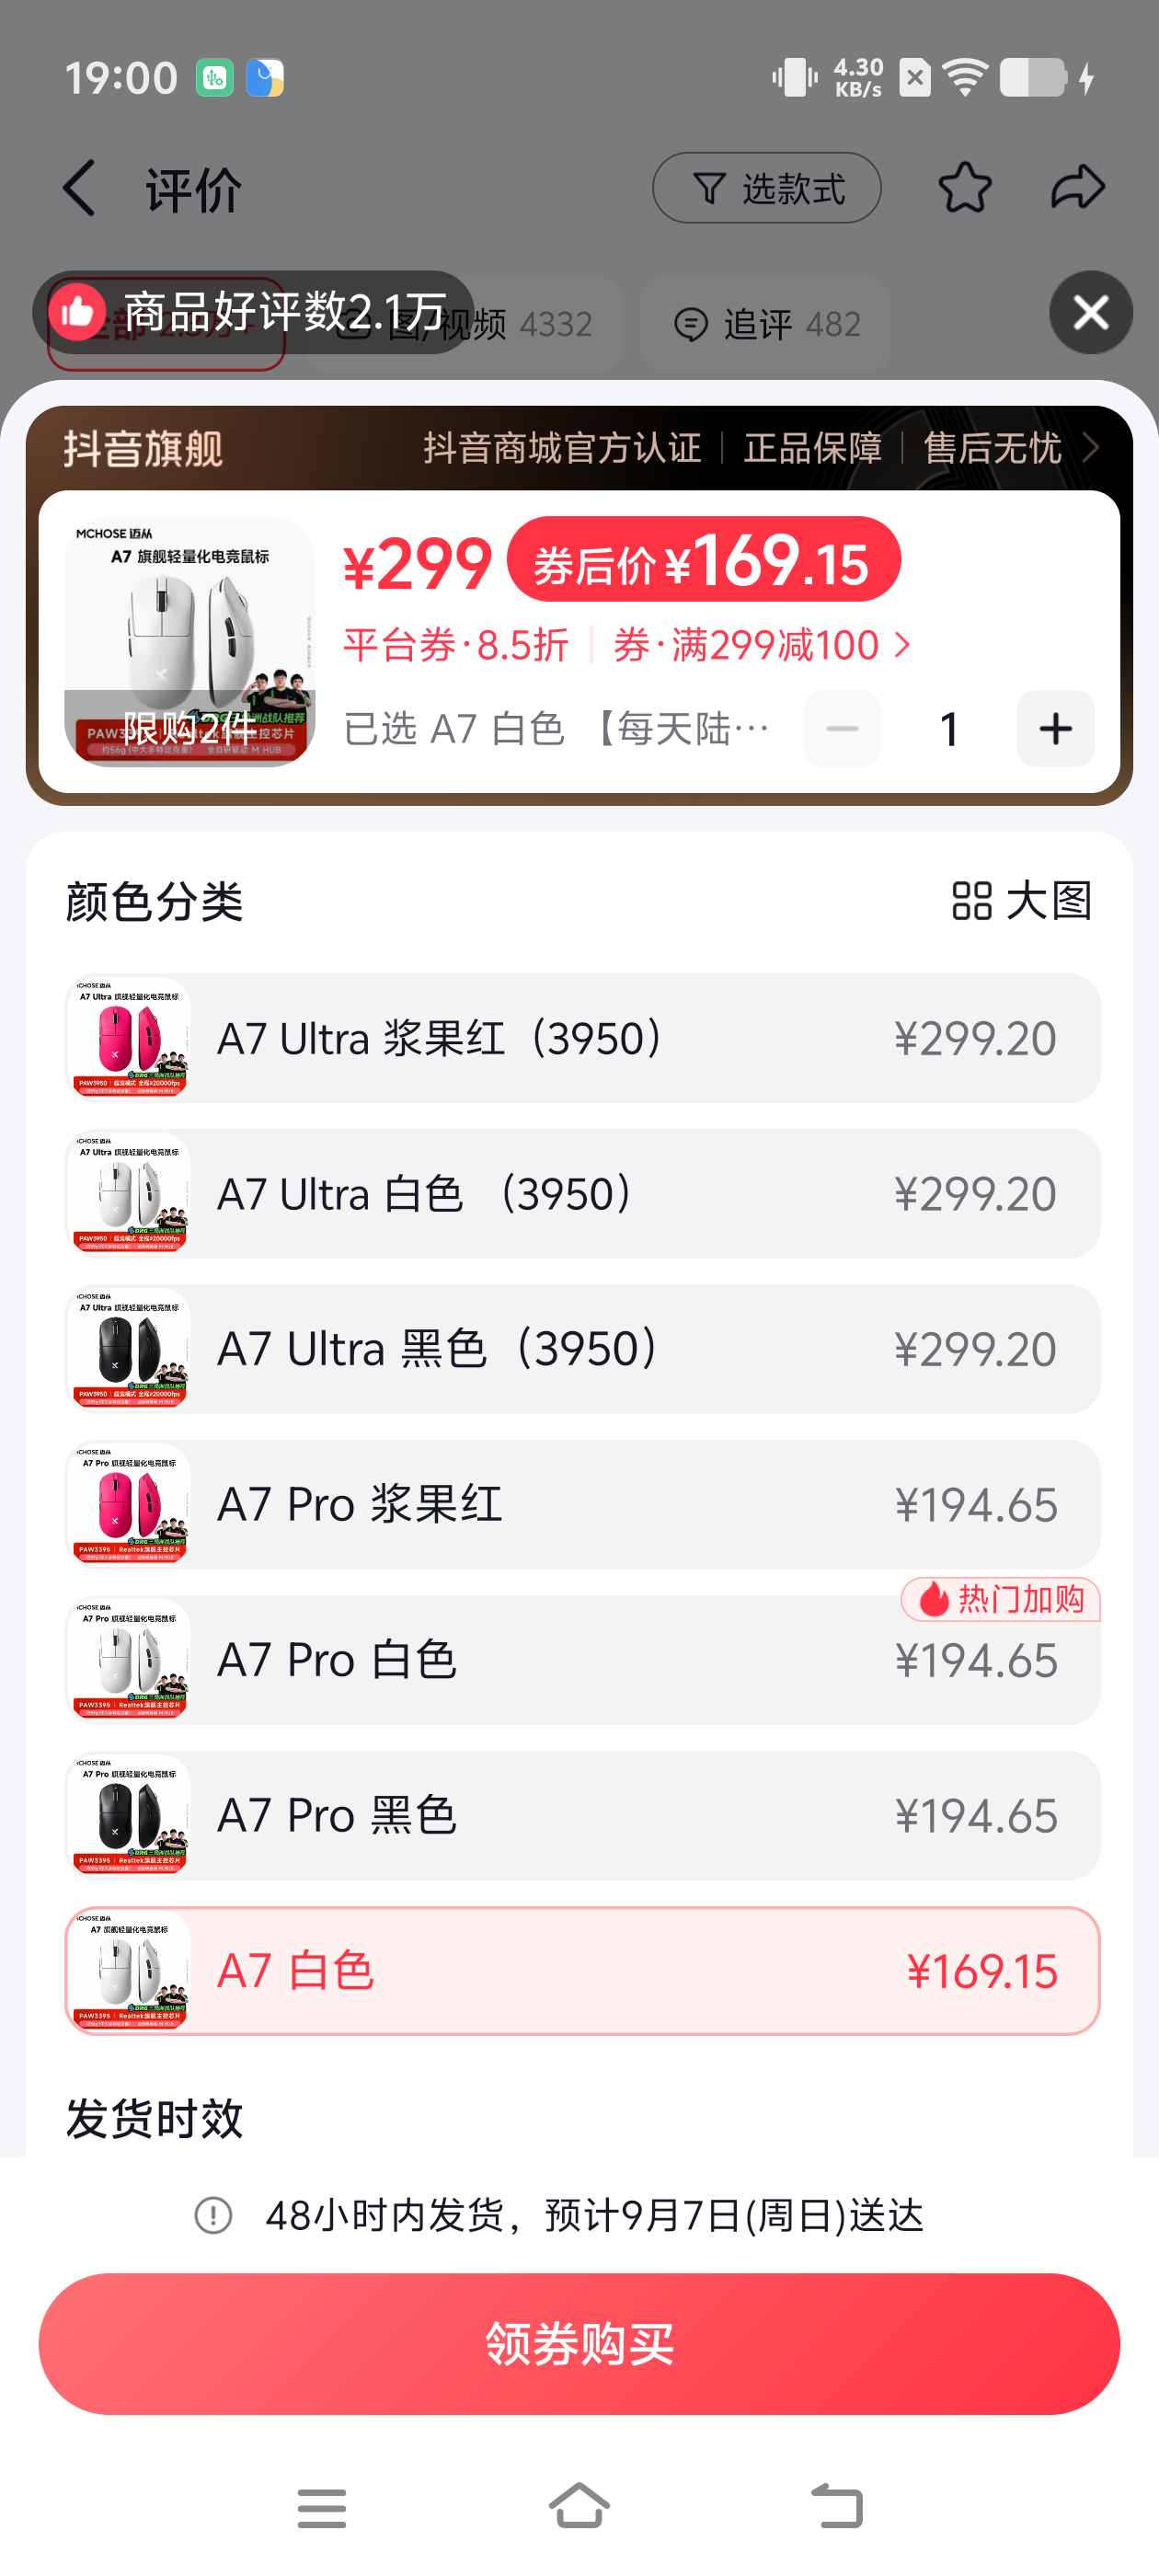 19:00
4.30 KB/s
评价
选款式
商品好评数2.1万
视频 4332
追评 482
抖音旗舰
抖音商城官方认证 | 正品保障 | 售后无忧
MCHOSE 迈从
A7 旗舰轻量化电竞鼠标
限购2件
¥299 券后价 ¥169.15
平台券·8.5折 | 券·满299减100
已选 A7 白色 【每天陆…
1
颜色分类
大图
A7 Ultra 浆果红（3950）
¥299.20
A7 Ultra 白色 （3950）
¥299.20
A7 Ultra 黑色（3950）
¥299.20
A7 Pro 浆果红
¥194.65
热门加购
A7 Pro 白色
¥194.65
A7 Pro 黑色
¥194.65
A7 白色
¥169.15
发货时效
48小时内发货，预计9月7日(周日)送达
领券购买